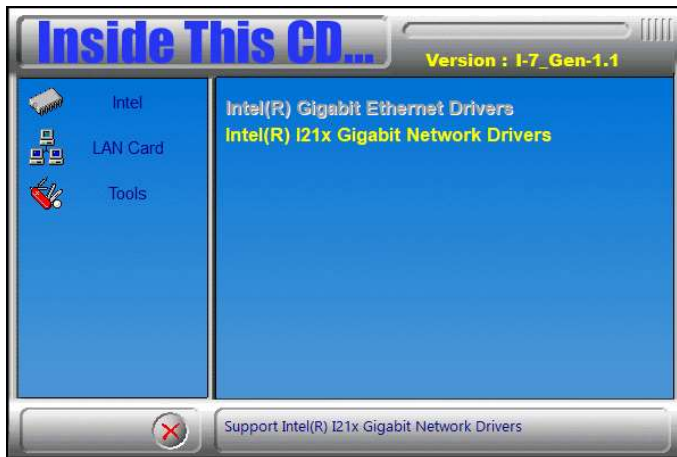 Inside This CD...
Version : I-7_Gen-1.1
Intel
LAN Card
Tools
Intel(R) Gigabit Ethernet Drivers
Intel(R) I21x Gigabit Network Drivers
Support Intel(R) I21x Gigabit Network Drivers